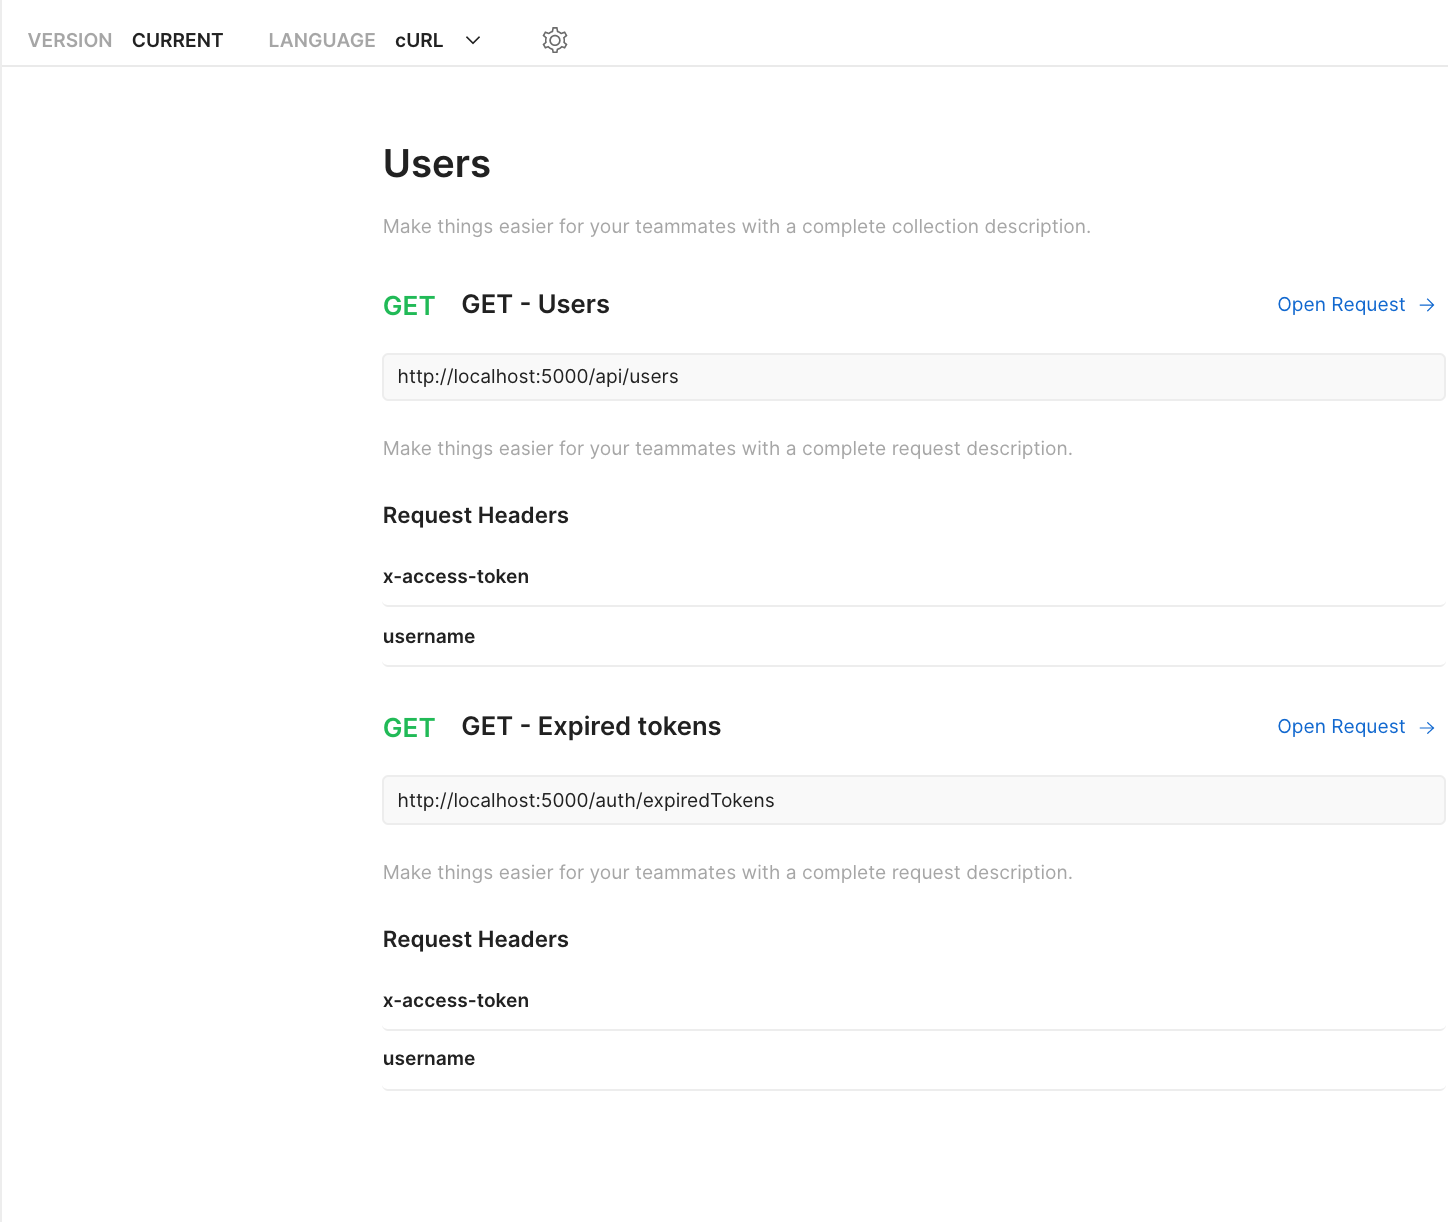 VERSION CURRENT LANGUAGE cURL
Users
Make things easier for your teammates with a complete collection description.
GET GET - Users Open Request →
http://localhost:5000/api/users
Make things easier for your teammates with a complete request description.
Request Headers
x-access-token
username
GET GET - Expired tokens Open Request →
http://localhost:5000/auth/expiredTokens
Make things easier for your teammates with a complete request description.
Request Headers
x-access-token
username